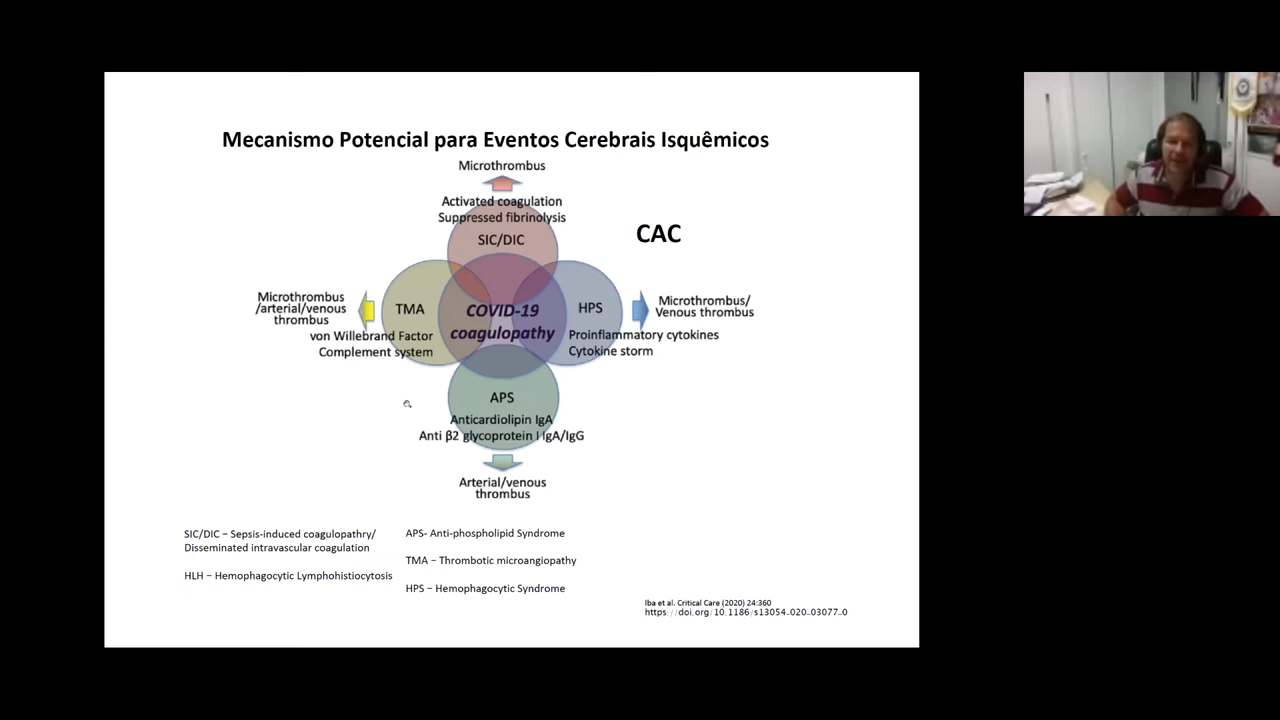 Mecanismo Potencial para Eventos Cerebrais Isquêmicos
Microthrombus
Activated coagulation
Suppressed fibrinolysis
SIC/DIC
CAC
Microthrombus
/arterial/venous
thrombus
TMA
von Willebrand Factor
Complement system
COVID-19
coagulopathy
HPS
Proinflammatory cytokines
Cytokine storm
Microthrombus/
Venous thrombus
APS
Anticardiolipin IgA
Anti β2 glycoprotein I IgA/IgG
Arterial/venous
thrombus
SIC/DIC – Sepsis-induced coagulopathry/
Disseminated intravascular coagulation
HLH – Hemophagocytic Lymphohistiocytosis
APS- Anti-phospholipid Syndrome
TMA – Thrombotic microangiopathy
HPS – Hemophagocytic Syndrome
Iba et al. Critical Care (2020) 24:360
https://doi.org/10.1186/s13054-020-03077-0